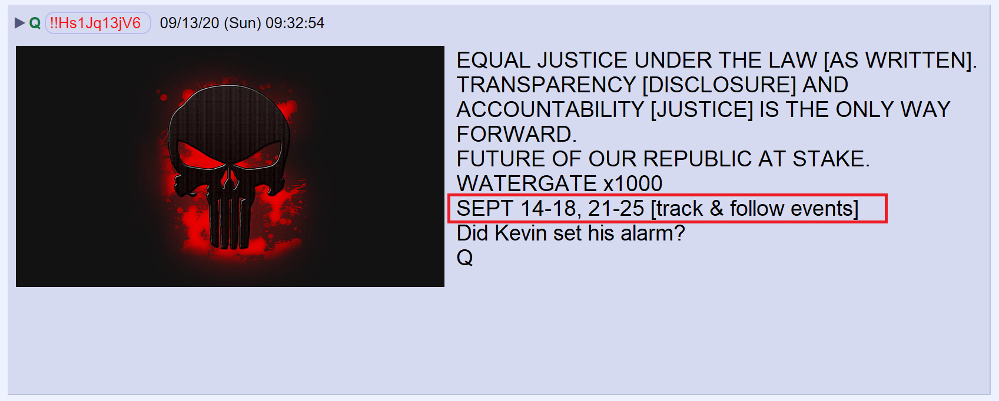 Q !!Hs1Jq13jV6 09/13/20 (Sun) 09:32:54
EQUAL JUSTICE UNDER THE LAW [AS WRITTEN].
TRANSPARENCY [DISCLOSURE] AND
ACCOUNTABILITY [JUSTICE] IS THE ONLY WAY
FORWARD.
FUTURE OF OUR REPUBLIC AT STAKE.
WATERGATE x1000
SEPT 14-18, 21-25 [track & follow events]
Did Kevin set his alarm?
Q